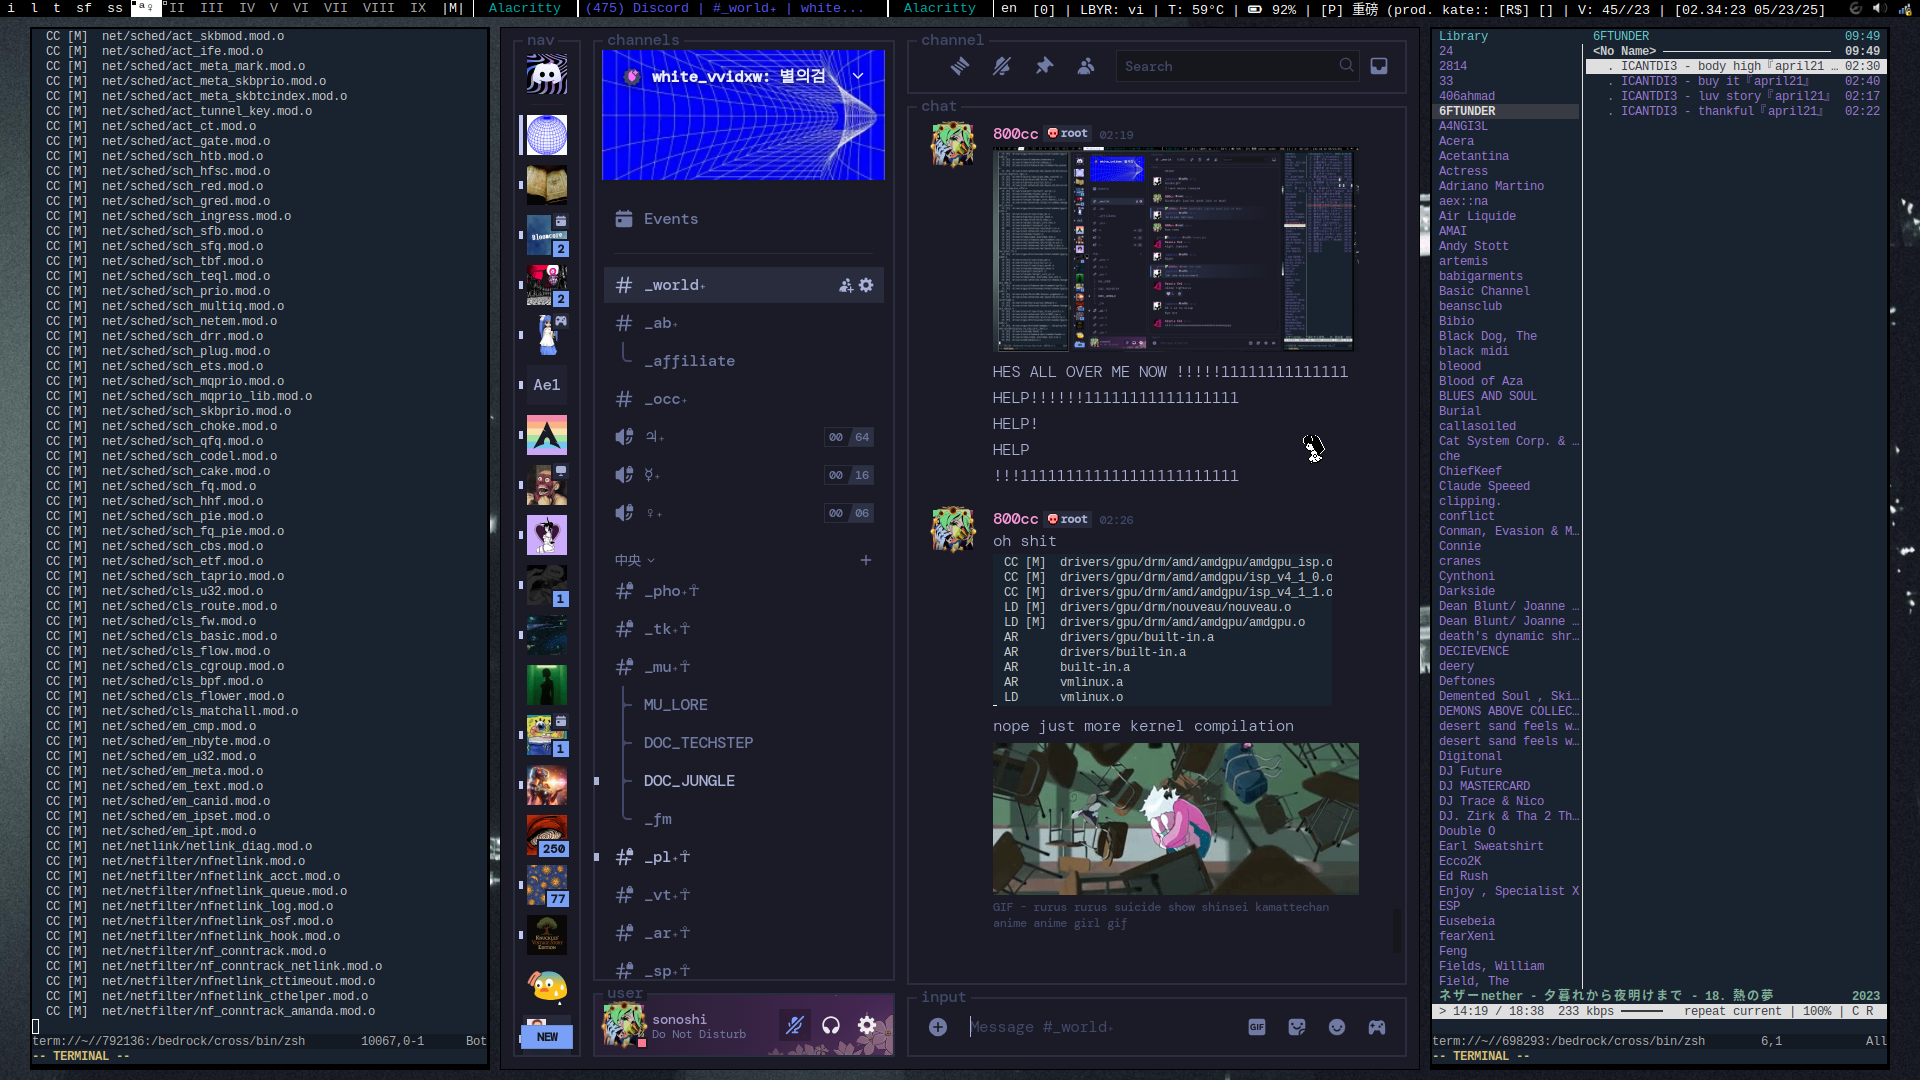 i l t sf ss ª♀ II III IV V VI VII VIII IX |M| Alacritty (475) Discord | #_world₊ | white... Alacritty en [0] | LBYR: vi | T: 59°C | 92% | [P] 重磅 (prod. kate:: [R$] [] | V: 45//23 | [02.34.23 05/23/25]
CC [M] net/sched/act_skbmod.mod.o
CC [M] net/sched/act_ife.mod.o
CC [M] net/sched/act_meta_mark.mod.o
CC [M] net/sched/act_meta_skbprio.mod.o
CC [M] net/sched/act_meta_skbtcindex.mod.o
CC [M] net/sched/act_tunnel_key.mod.o
CC [M] net/sched/act_ct.mod.o
CC [M] net/sched/act_gate.mod.o
CC [M] net/sched/sch_htb.mod.o
CC [M] net/sched/sch_hfsc.mod.o
CC [M] net/sched/sch_red.mod.o
CC [M] net/sched/sch_gred.mod.o
CC [M] net/sched/sch_ingress.mod.o
CC [M] net/sched/sch_sfb.mod.o
CC [M] net/sched/sch_sfq.mod.o
CC [M] net/sched/sch_tbf.mod.o
CC [M] net/sched/sch_teql.mod.o
CC [M] net/sched/sch_prio.mod.o
CC [M] net/sched/sch_multiq.mod.o
CC [M] net/sched/sch_netem.mod.o
CC [M] net/sched/sch_drr.mod.o
CC [M] net/sched/sch_plug.mod.o
CC [M] net/sched/sch_ets.mod.o
CC [M] net/sched/sch_mqprio.mod.o
CC [M] net/sched/sch_mqprio_lib.mod.o
CC [M] net/sched/sch_skbprio.mod.o
CC [M] net/sched/sch_choke.mod.o
CC [M] net/sched/sch_qfq.mod.o
CC [M] net/sched/sch_codel.mod.o
CC [M] net/sched/sch_cake.mod.o
CC [M] net/sched/sch_fq.mod.o
CC [M] net/sched/sch_hhf.mod.o
CC [M] net/sched/sch_pie.mod.o
CC [M] net/sched/sch_fq_pie.mod.o
CC [M] net/sched/sch_cbs.mod.o
CC [M] net/sched/sch_etf.mod.o
CC [M] net/sched/sch_taprio.mod.o
CC [M] net/sched/cls_u32.mod.o
CC [M] net/sched/cls_route.mod.o
CC [M] net/sched/cls_fw.mod.o
CC [M] net/sched/cls_basic.mod.o
CC [M] net/sched/cls_flow.mod.o
CC [M] net/sched/cls_cgroup.mod.o
CC [M] net/sched/cls_bpf.mod.o
CC [M] net/sched/cls_flower.mod.o
CC [M] net/sched/cls_matchall.mod.o
CC [M] net/sched/em_cmp.mod.o
CC [M] net/sched/em_nbyte.mod.o
CC [M] net/sched/em_u32.mod.o
CC [M] net/sched/em_meta.mod.o
CC [M] net/sched/em_text.mod.o
CC [M] net/sched/em_canid.mod.o
CC [M] net/sched/em_ipset.mod.o
CC [M] net/sched/em_ipt.mod.o
CC [M] net/netlink/netlink_diag.mod.o
CC [M] net/netfilter/nfnetlink.mod.o
CC [M] net/netfilter/nfnetlink_acct.mod.o
CC [M] net/netfilter/nfnetlink_queue.mod.o
CC [M] net/netfilter/nfnetlink_log.mod.o
CC [M] net/netfilter/nfnetlink_osf.mod.o
CC [M] net/netfilter/nfnetlink_hook.mod.o
CC [M] net/netfilter/nf_conntrack.mod.o
CC [M] net/netfilter/nf_conntrack_netlink.mod.o
CC [M] net/netfilter/nfnetlink_cttimeout.mod.o
CC [M] net/netfilter/nfnetlink_cthelper.mod.o
CC [M] net/netfilter/nf_conntrack_amanda.mod.o
term://~//792136:/bedrock/cross/bin/zsh 10067,0-1 Bot
-- TERMINAL --
nav
Bloomcore
2
2
Ael
1
1
250
77
KNUCKLES'
NEW
channels
white_vvidxw: 별의검
Events
# _world₊
# _ab₊
_affiliate
# _occ₊
♃₊ 00 64
☿₊ 00 16
♀₊ 00 06
中央
# _pho₊☥
# _tk₊☥
# _mu₊☥
MU_LORE
DOC_TECHSTEP
DOC_JUNGLE
_fm
# _pl₊☥
# _vt₊☥
# _ar₊☥
# _sp₊☥
user
sonoshi
Do Not Disturb
channel
Search
chat
800cc root 02:19
HES ALL OVER ME NOW !!!!!11111111111111
HELP!!!!!!11111111111111111
HELP!
HELP
!!!111111111111111111111111
800cc root 02:26
oh shit
CC [M] drivers/gpu/drm/amd/amdgpu/amdgpu_isp.o
CC [M] drivers/gpu/drm/amd/amdgpu/isp_v4_1_0.o
CC [M] drivers/gpu/drm/amd/amdgpu/isp_v4_1_1.o
LD [M] drivers/gpu/drm/nouveau/nouveau.o
LD [M] drivers/gpu/drm/amd/amdgpu/amdgpu.o
AR drivers/gpu/built-in.a
AR drivers/built-in.a
AR built-in.a
AR vmlinux.a
LD vmlinux.o
nope just more kernel compilation
GIF - rurus rurus suicide show shinsei kamattechan
anime anime girl gif
input
Message #_world₊
GIF
Library
24
2814
33
406ahmad
6FTUNDER
A4NGI3L
Acera
Acetantina
Actress
Adriano Martino
aex::na
Air Liquide
AMAI
Andy Stott
artemis
babigarments
Basic Channel
beansclub
Bibio
Black Dog, The
black midi
bleood
Blood of Aza
BLUES AND SOUL
Burial
callasoiled
Cat System Corp. & …
che
ChiefKeef
Claude Speeed
clipping.
conflict
Conman, Evasion & M…
Connie
cranes
Cynthoni
Darkside
Dean Blunt/ Joanne …
Dean Blunt/ Joanne …
death's dynamic shr…
DECIEVENCE
deery
Deftones
Demented Soul , Ski…
DEMONS ABOVE COLLEC…
desert sand feels w…
desert sand feels w…
Digitonal
DJ Future
DJ MASTERCARD
DJ Trace & Nico
DJ. Zirk & Tha 2 Th…
Double O
Earl Sweatshirt
Ecco2K
Ed Rush
Enjoy , Specialist X
ESP
Eusebeia
fearXeni
Feng
Fields, William
Field, The
6FTUNDER 09:49
<No Name> 09:49
. ICANTDI3 - body high『april21 … 02:30
. ICANTDI3 - buy it『april21』 02:40
. ICANTDI3 - luv story『april21』 02:17
. ICANTDI3 - thankful『april21』 02:22
ネザーnether - 夕暮れから夜明けまで - 18. 熱の夢 2023
> 14:19 / 18:38 233 kbps repeat current | 100% | C R
term://~//698293:/bedrock/cross/bin/zsh 6,1 All
-- TERMINAL --